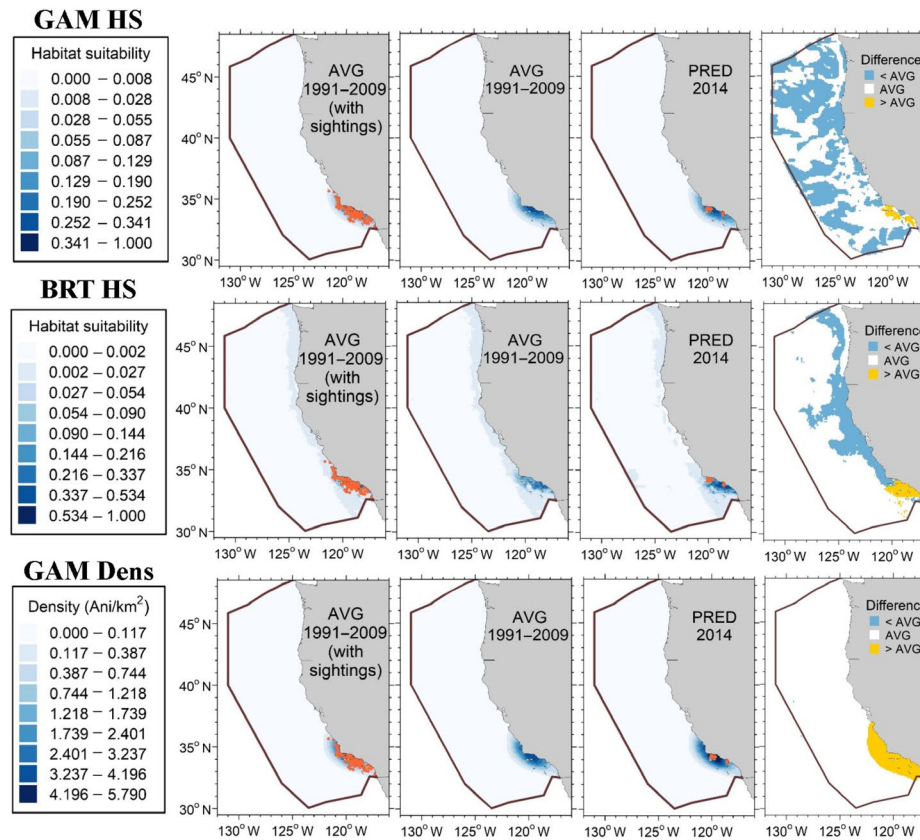 GAM HS
Habitat suitability
0.000 – 0.008
0.008 – 0.028
0.028 – 0.055
0.055 – 0.087
0.087 – 0.129
0.129 – 0.190
0.190 – 0.252
0.252 – 0.341
0.341 – 1.000
45°
40°
35°
30° N
AVG
1991–2009
(with
sightings)
AVG
1991–2009
PRED
2014
Difference
< AVG
AVG
> AVG
130°W 125° 120°W
130°W 125° 120°W
130°W 125° 120°W
130°W 125° 120°W
BRT HS
Habitat suitability
0.000 – 0.002
0.002 – 0.027
0.027 – 0.054
0.054 – 0.090
0.090 – 0.144
0.144 – 0.216
0.216 – 0.337
0.337 – 0.534
0.534 – 1.000
45°
40°
35°
30° N
AVG
1991–2009
(with
sightings)
AVG
1991–2009
PRED
2014
Difference
< AVG
AVG
> AVG
130°W 125° 120°W
130°W 125° 120°W
130°W 125° 120°W
130°W 125° 120°W
GAM Dens
Density (Ani/km²)
0.000 – 0.117
0.117 – 0.387
0.387 – 0.744
0.744 – 1.218
1.218 – 1.739
1.739 – 2.401
2.401 – 3.237
3.237 – 4.196
4.196 – 5.790
45°
40°
35°
30° N
AVG
1991–2009
(with
sightings)
AVG
1991–2009
PRED
2014
Difference
< AVG
AVG
> AVG
130°W 125° 120°W
130°W 125° 120°W
130°W 125° 120°W
130°W 125° 120°W